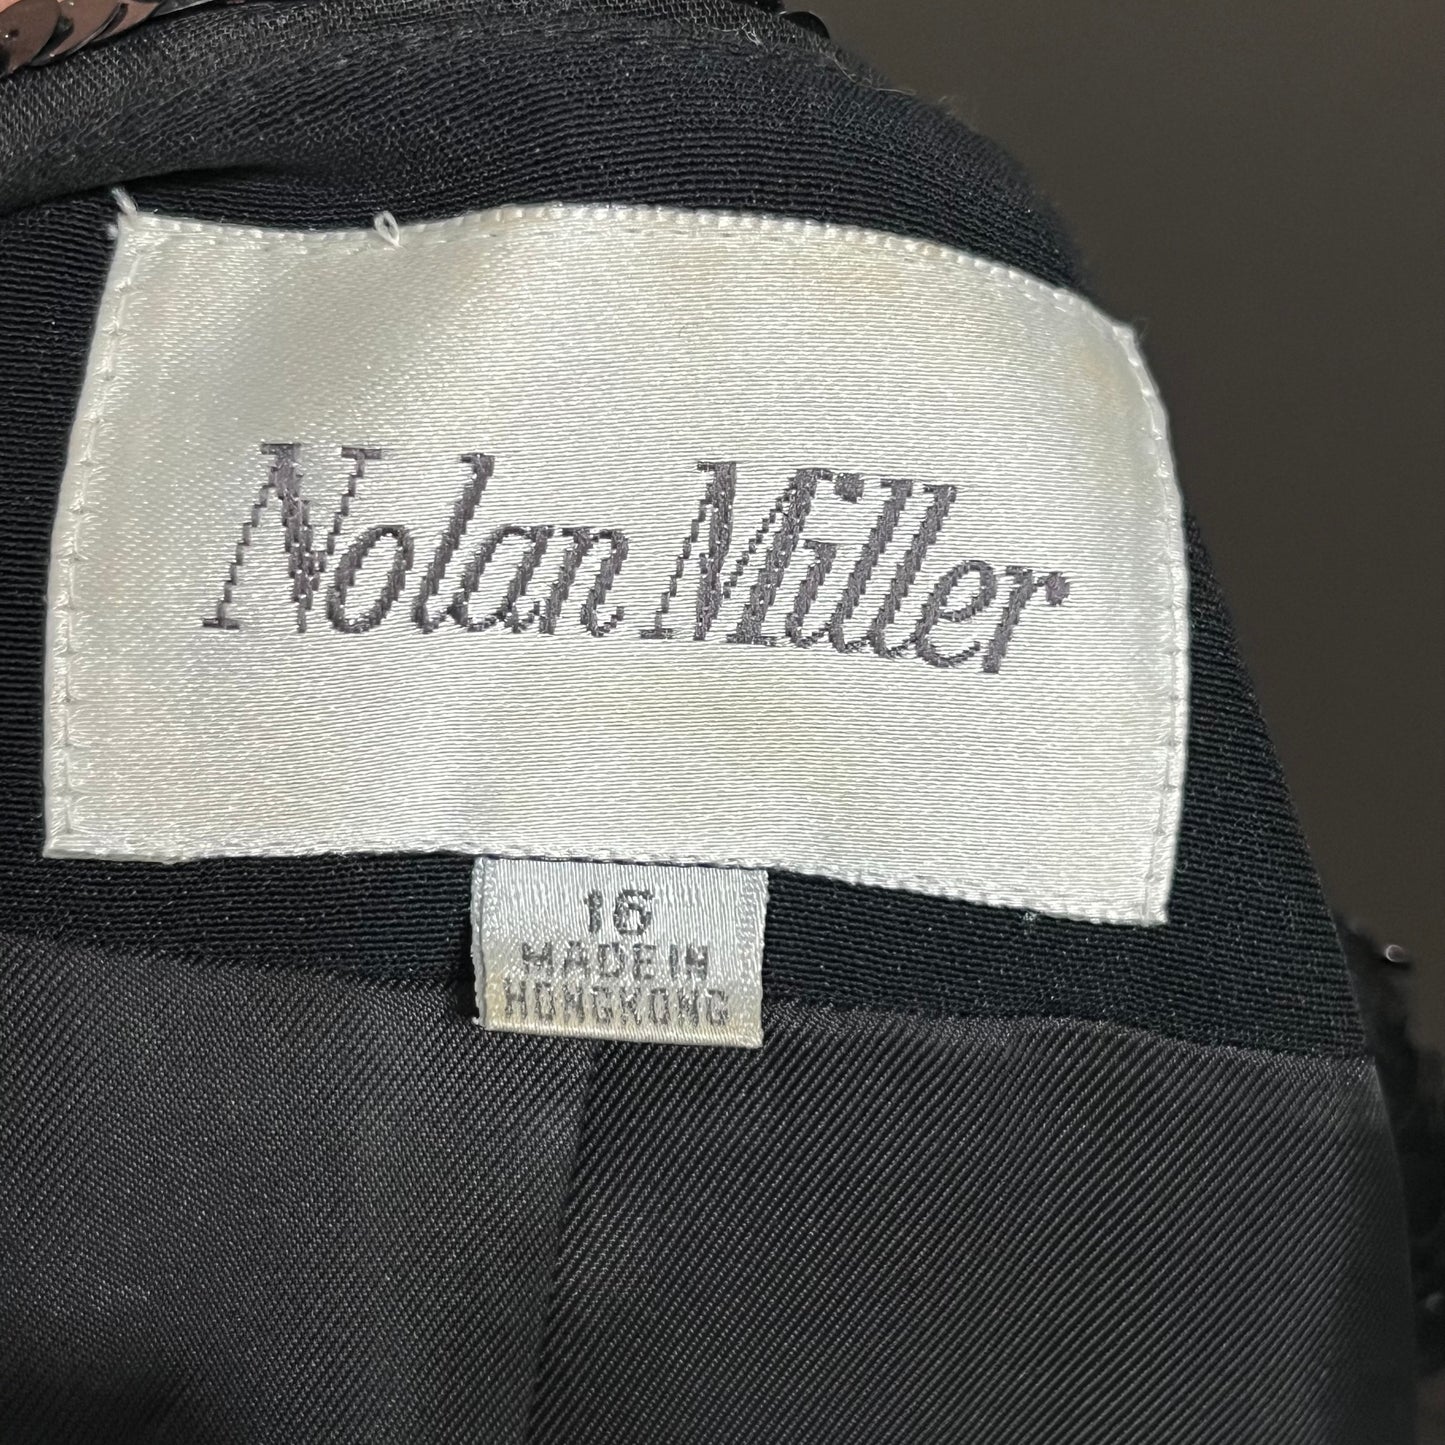 Nolan Miller
16
MADE IN
HONGKONG